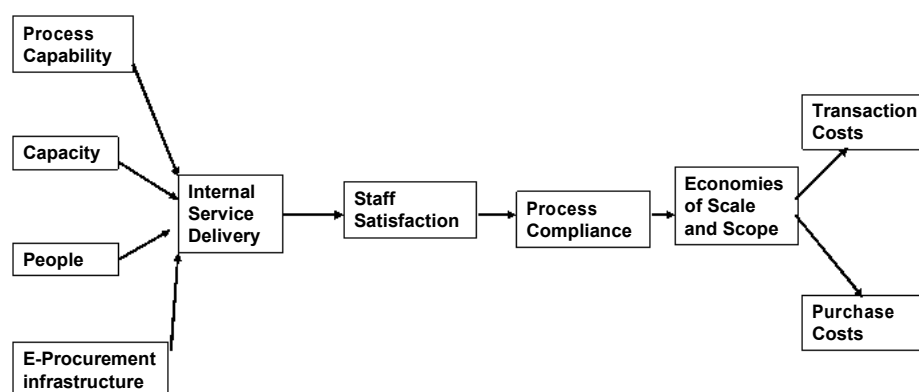 Process
Capability
Capacity
People
E-Procurement
infrastructure
Internal
Service
Delivery
Staff
Satisfaction
Process
Compliance
Economies
of Scale
and Scope
Transaction
Costs
Purchase
Costs